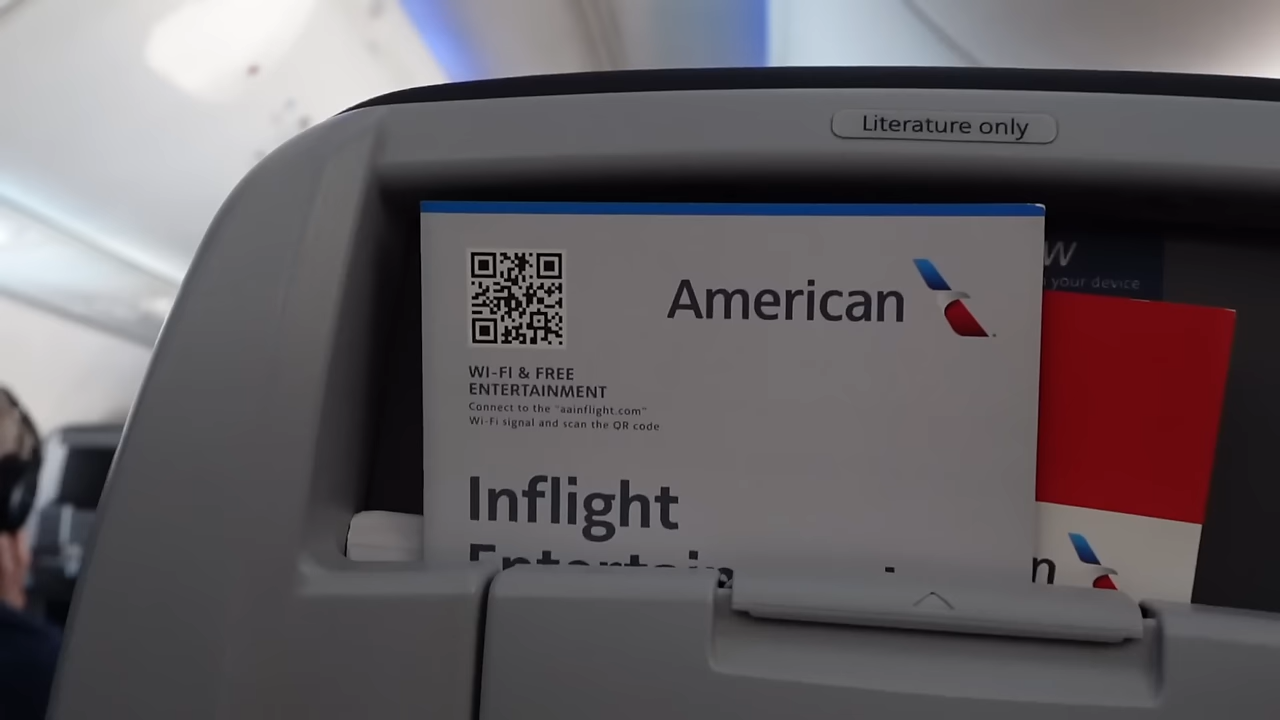 Literature only
American
WI-FI & FREE
ENTERTAINMENT
Connect to the "aainflight.com"
Wi-Fi signal and scan the QR code
Inflight
your device